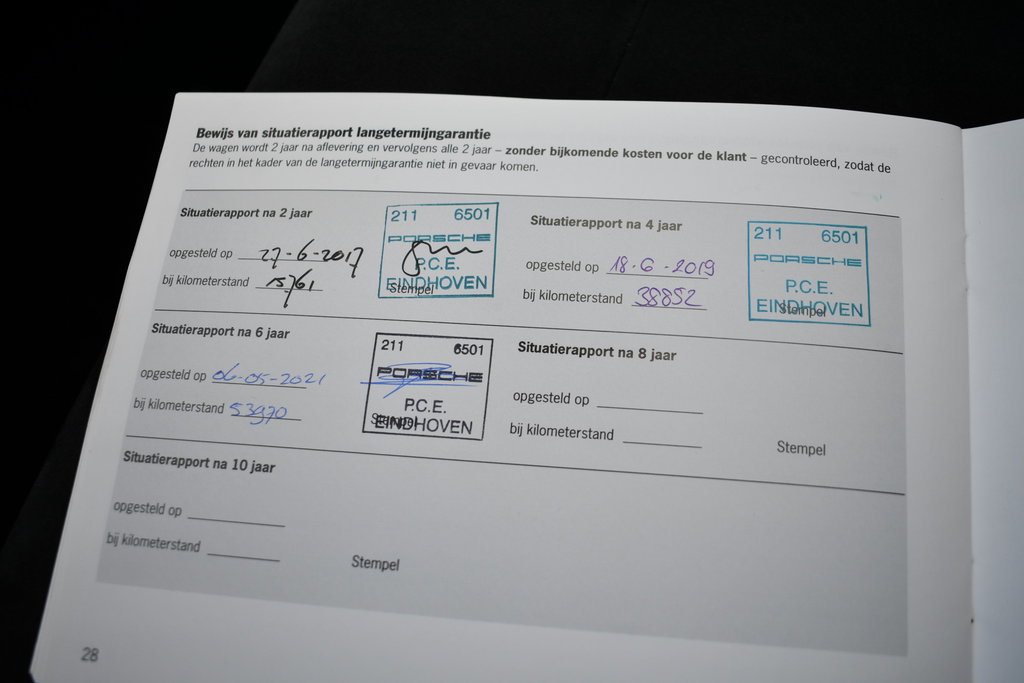 Bewijs van situatierapport langetermijngarantie
De wagen wordt 2 jaar na aflevering en vervolgens alle 2 jaar – zonder bijkomende kosten voor de klant – gecontroleerd, zodat de
rechten in het kader van de langetermijngarantie niet in gevaar komen.
Situatierapport na 2 jaar
opgesteld op 27-6-2017
bij kilometerstand 15761
211 6501
PORSCHE
P.C.E.
EINDHOVEN
Stempel
Situatierapport na 4 jaar
opgesteld op 18-6-2019
bij kilometerstand 38852
211 6501
PORSCHE
P.C.E.
EINDHOVEN
Stempel
Situatierapport na 6 jaar
opgesteld op 06-05-2021
bij kilometerstand 53970
211 6501
PORSCHE
P.C.E.
EINDHOVEN
Stempel
Situatierapport na 8 jaar
opgesteld op
bij kilometerstand
Stempel
Situatierapport na 10 jaar
opgesteld op
bij kilometerstand
Stempel
28